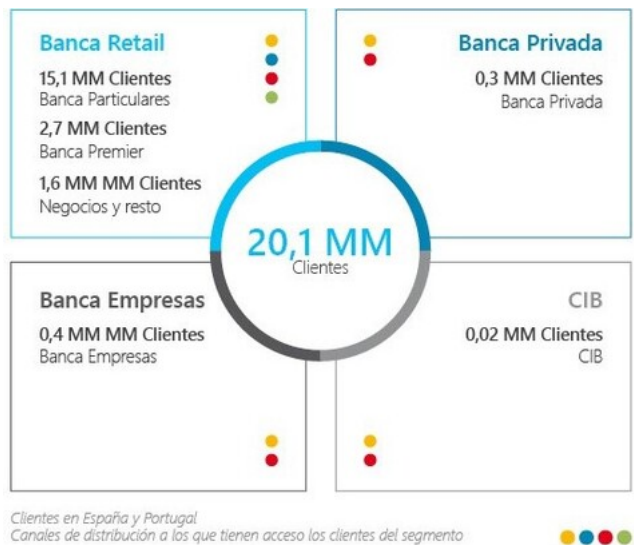 Banca Retail
15,1 MM Clientes
Banca Particulares
2,7 MM Clientes
Banca Premier
1,6 MM MM Clientes
Negocios y resto
Banca Privada
0,3 MM Clientes
Banca Privada
20,1 MM
Clientes
Banca Empresas
0,4 MM MM Clientes
Banca Empresas
CIB
0,02 MM Clientes
CIB
Clientes en España y Portugal
Canales de distribución a los que tienen acceso los clientes del segmento